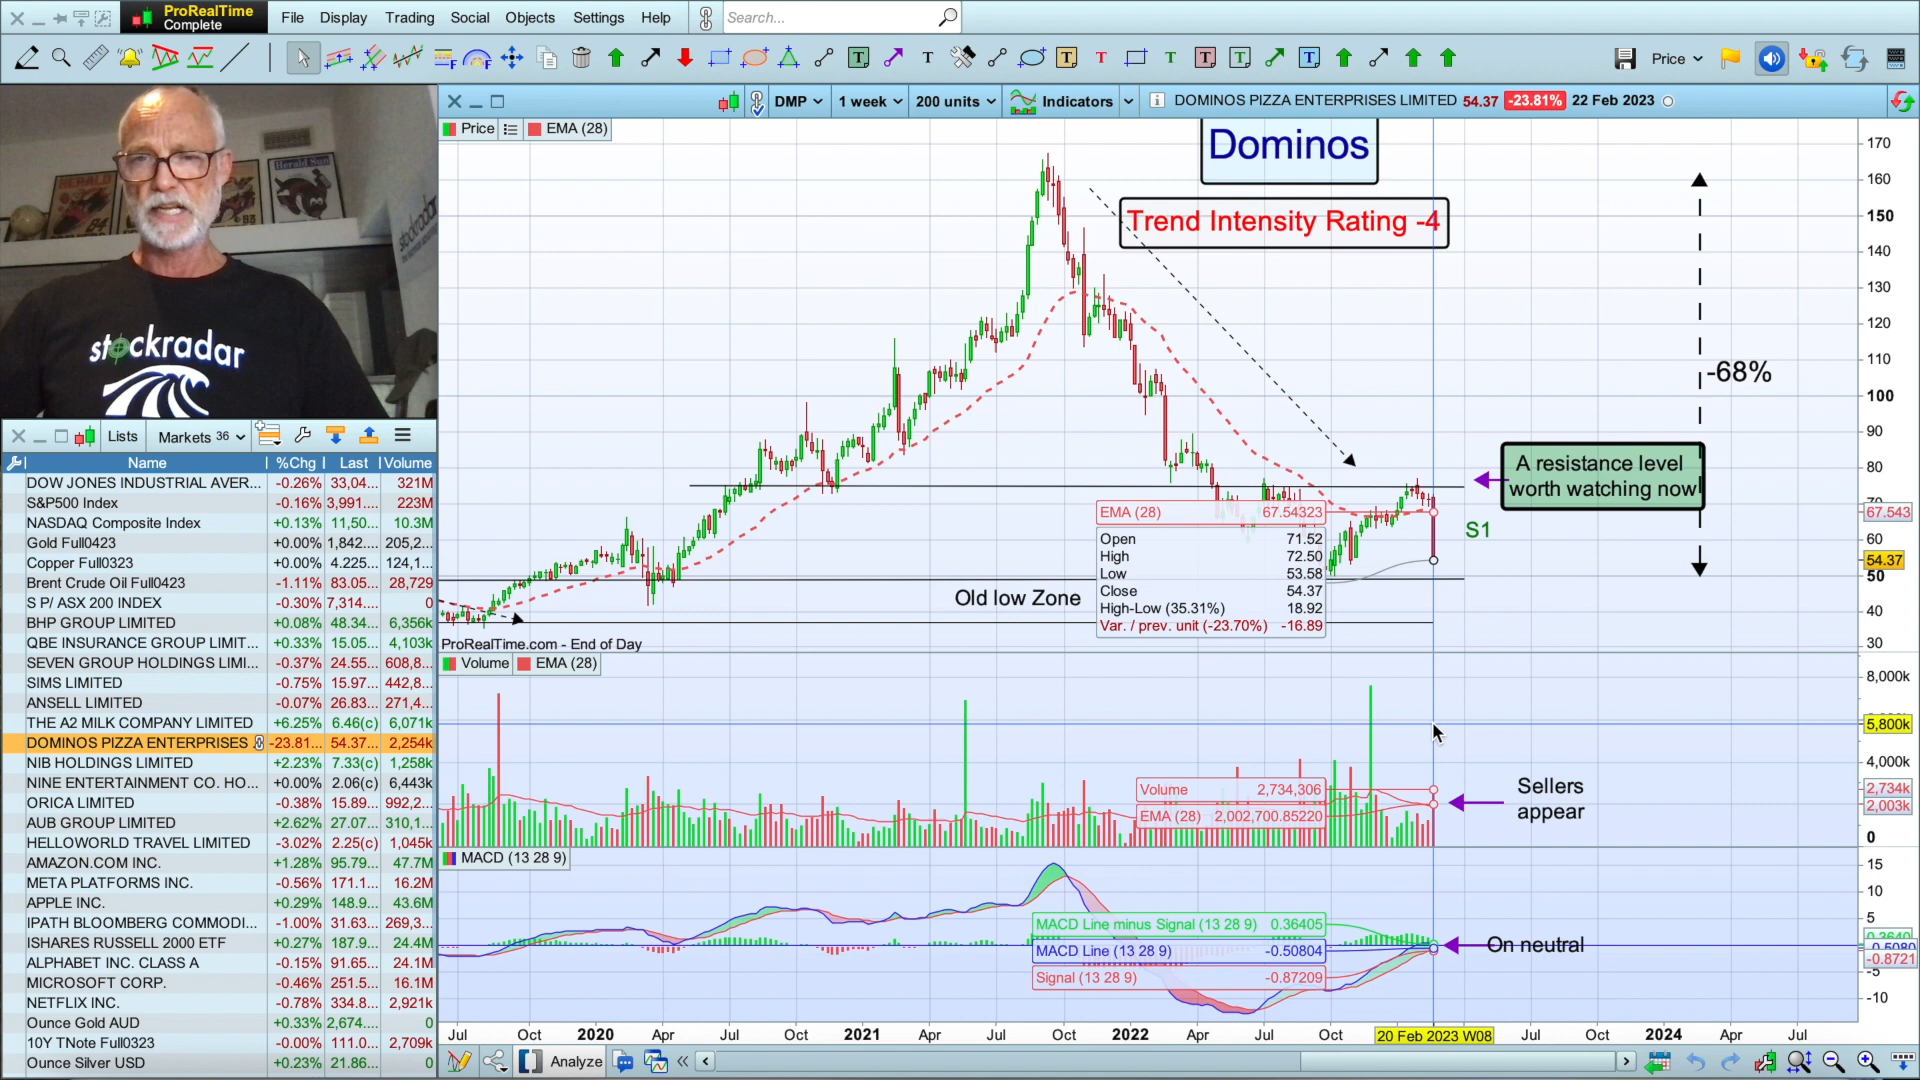 ProRealTime
Complete
File Display Trading Social Objects Settings Help
Search...
Price
DMP 1 week 200 units Indicators DOMINOS PIZZA ENTERPRISES LIMITED 54.37 -23.81% 22 Feb 2023
Price EMA (28)
Dominos
Trend Intensity Rating -4
170
160
150
140
130
120
110
100
90
80
60
50
40
30
67.543
54.37
-68%
A resistance level
worth watching now
S1
Old low Zone
EMA (28) 67.54323
Open 71.52
High 72.50
Low 53.58
Close 54.37
High-Low (35.31%) 18.92
Var. / prev. unit (-23.70%) -16.89
ProRealTime.com - End of Day
HERALD
Herald Sun
stockradar
stockradar
Lists Markets 36
Name %Chg Last Volume
DOW JONES INDUSTRIAL AVER... -0.26% 33,04... 321M
S&P500 Index -0.16% 3,991.... 223M
NASDAQ Composite Index +0.13% 11,50... 10.3M
Gold Full0423 +0.00% 1,842.... 205,2...
Copper Full0323 +0.00% 4.225... 124,1...
Brent Crude Oil Full0423 -1.11% 83.05... 28,729
S P/ ASX 200 INDEX -0.30% 7,314.... 0
BHP GROUP LIMITED +0.08% 48.34... 6,356k
QBE INSURANCE GROUP LIMIT... +0.33% 15.05... 4,103k
SEVEN GROUP HOLDINGS LIMI... -0.37% 24.55... 608,8...
SIMS LIMITED -0.75% 15.97... 442,8...
ANSELL LIMITED -0.07% 26.83... 271,4...
THE A2 MILK COMPANY LIMITED +6.25% 6.46(c) 6,071k
DOMINOS PIZZA ENTERPRISES -23.81... 54.37... 2,254k
NIB HOLDINGS LIMITED +2.23% 7.33(c) 1,258k
NINE ENTERTAINMENT CO. HO... +0.00% 2.06(c) 6,443k
ORICA LIMITED -0.38% 15.89... 992,2...
AUB GROUP LIMITED +2.62% 27.07... 310,1...
HELLOWORLD TRAVEL LIMITED -3.02% 2.25(c) 1,045k
AMAZON.COM INC. +1.28% 95.79... 47.7M
META PLATFORMS INC. -0.56% 171.1... 16.2M
APPLE INC. +0.29% 148.9... 43.6M
IPATH BLOOMBERG COMMODI... -1.00% 31.63... 269,3...
ISHARES RUSSELL 2000 ETF +0.27% 187.9... 24.4M
ALPHABET INC. CLASS A -0.15% 91.65... 24.1M
MICROSOFT CORP. -0.46% 251.5... 16.1M
NETFLIX INC. -0.78% 334.8... 2,921k
Ounce Gold AUD +0.33% 2,674.... 0
10Y TNote Full0323 -0.00% 111.0... 2,709k
Ounce Silver USD +0.23% 21.86... 0
Volume EMA (28)
8,000k
5,800k
4,000k
2,734k
2,003k
0
Volume 2,734,306
EMA (28) 2,002,700.85220
Sellers
appear
MACD (13 28 9)
15
10
5
-0.8721
-5
-10
MACD Line minus Signal (13 28 9) 0.36405
MACD Line (13 28 9) -0.50804
Signal (13 28 9) -0.87209
On neutral
Jul Oct 2020 Apr Jul Oct 2021 Apr Jul Oct 2022 Apr Jul Oct 20 Feb 2023 W08 Jul Oct 2024 Apr Jul
Analyze